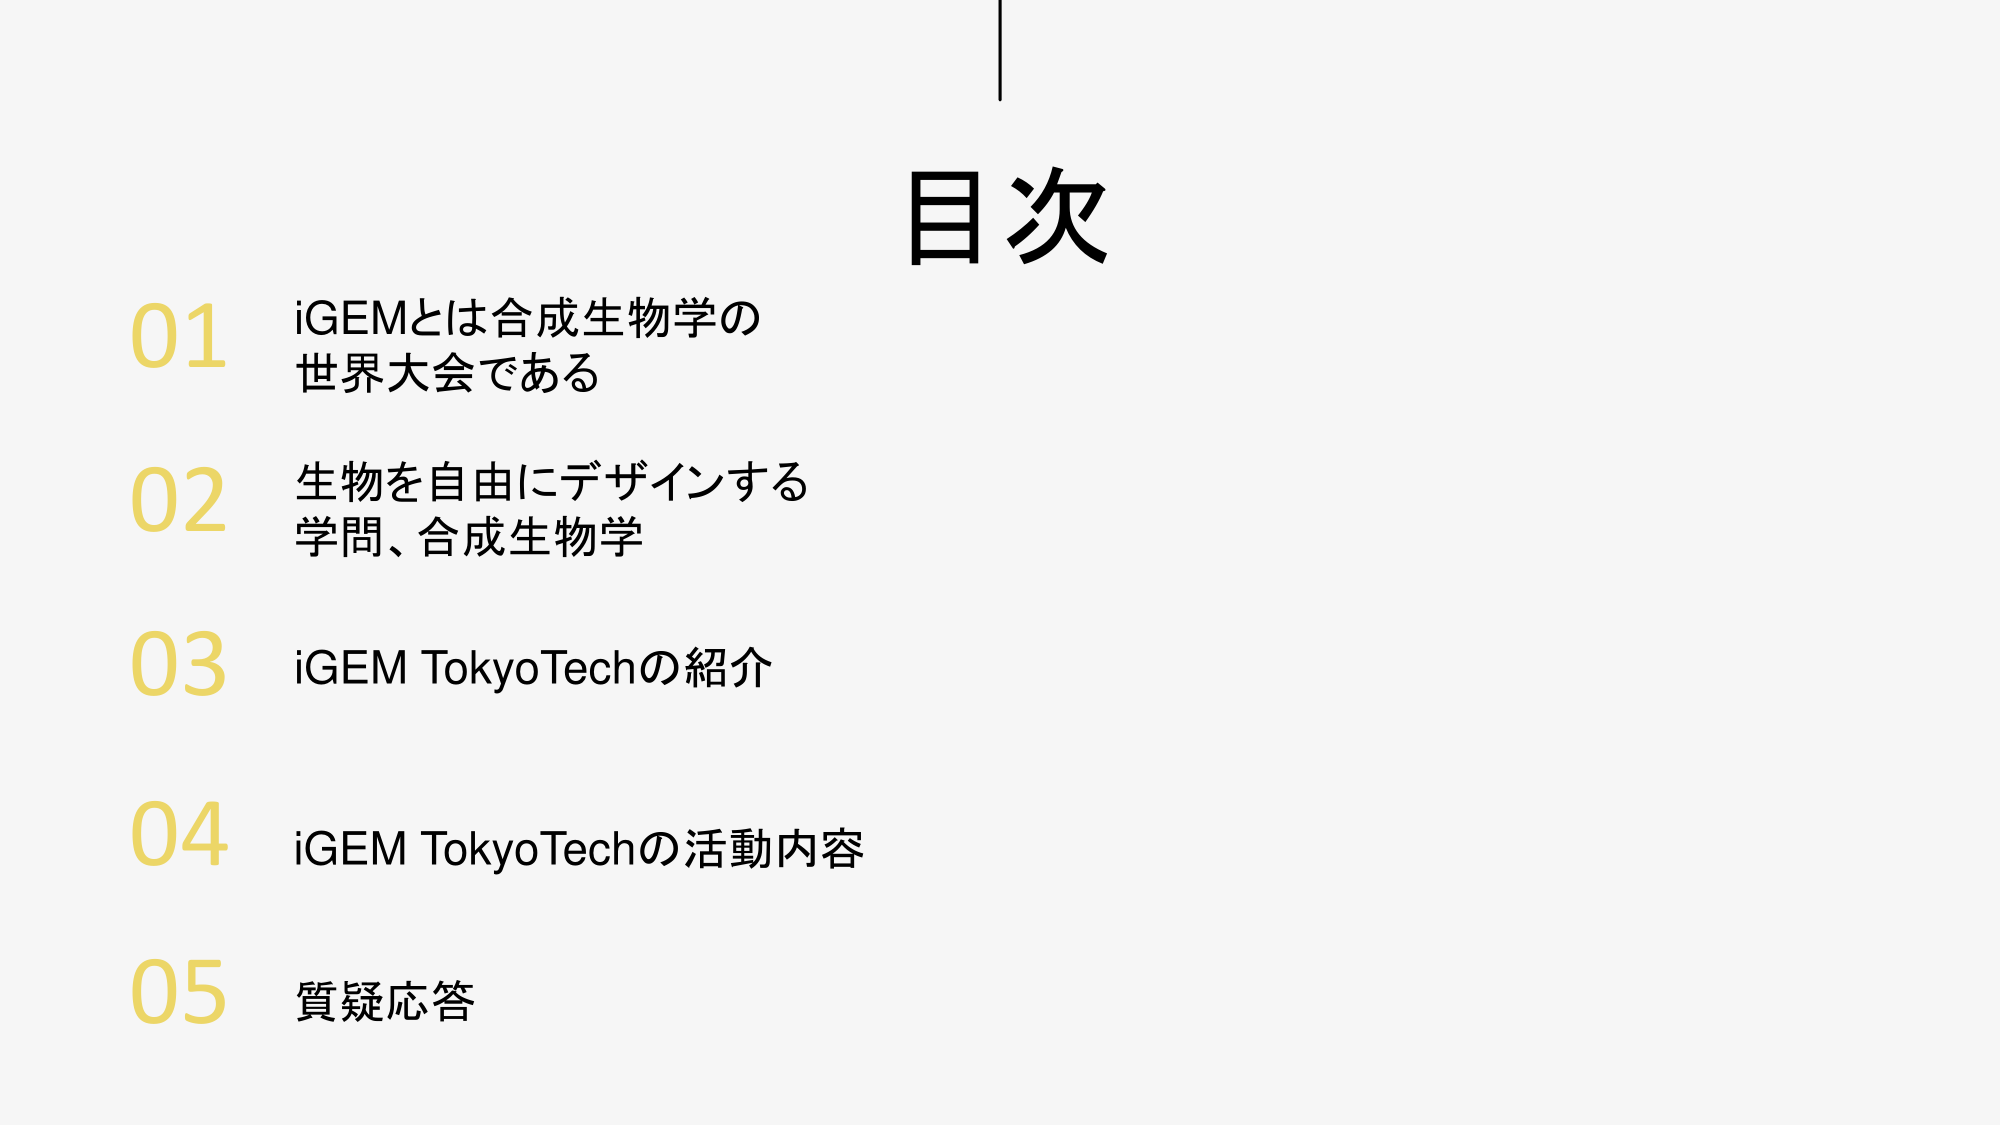 目次
01
iGEMとは合成生物学の
世界大会である
02
生物を自由にデザインする
学問、合成生物学
03
iGEM TokyoTechの紹介
04
iGEM TokyoTechの活動内容
05
質疑応答